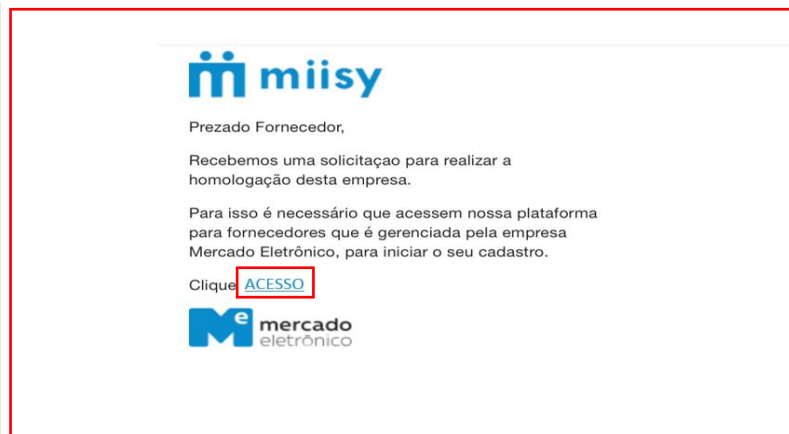 miisy
Prezado Fornecedor,
Recebemos uma solicitaçao para realizar a
homologação desta empresa.
Para isso é necessário que acessem nossa plataforma
para fornecedores que é gerenciada pela empresa
Mercado Eletrônico, para iniciar o seu cadastro.
Clique ACESSO
Me mercado
eletrônico